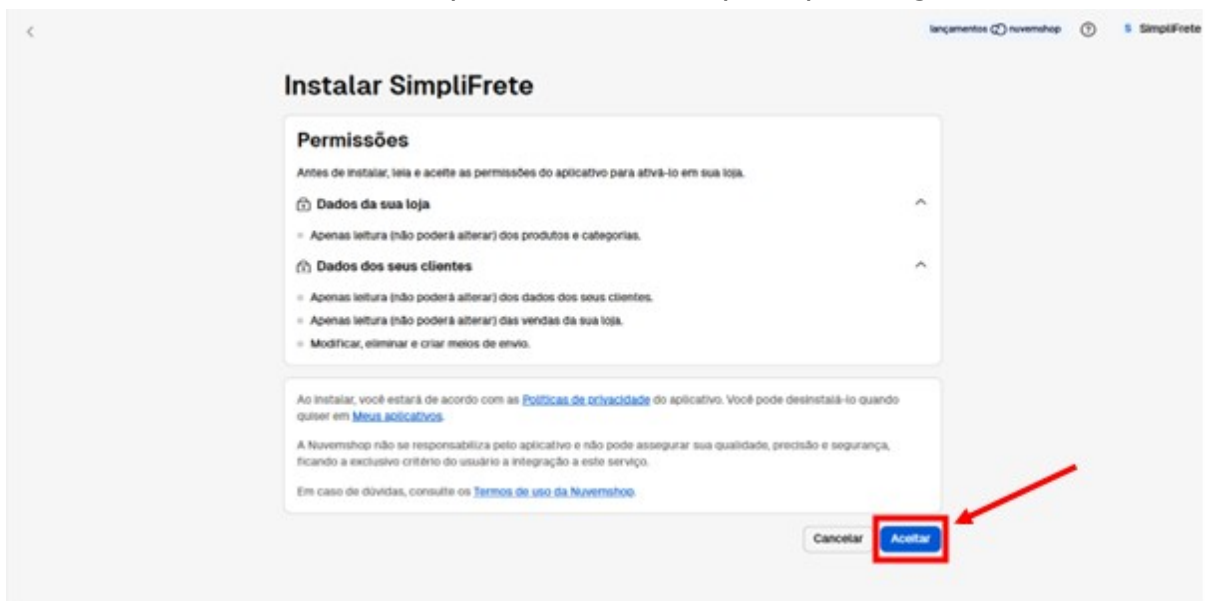 lançamentos nuvemshop
S SimpliFrete
Instalar SimpliFrete
Permissões
Antes de instalar, leia e aceite as permissões do aplicativo para ativá-lo em sua loja.
Dados da sua loja
Apenas leitura (não poderá alterar) dos produtos e categorias.
Dados dos seus clientes
Apenas leitura (não poderá alterar) dos dados dos seus clientes.
Apenas leitura (não poderá alterar) das vendas da sua loja.
Modificar, eliminar e criar meios de envio.
Ao instalar, você estará de acordo com as Políticas de privacidade do aplicativo. Você pode desinstalá-lo quando
quiser em Meus aplicativos.
A Nuvemshop não se responsabiliza pelo aplicativo e não pode assegurar sua qualidade, precisão e segurança,
ficando a exclusivo critério do usuário a integração a este serviço.
Em caso de dúvidas, consulte os Termos de uso da Nuvemshop.
Cancelar Aceitar